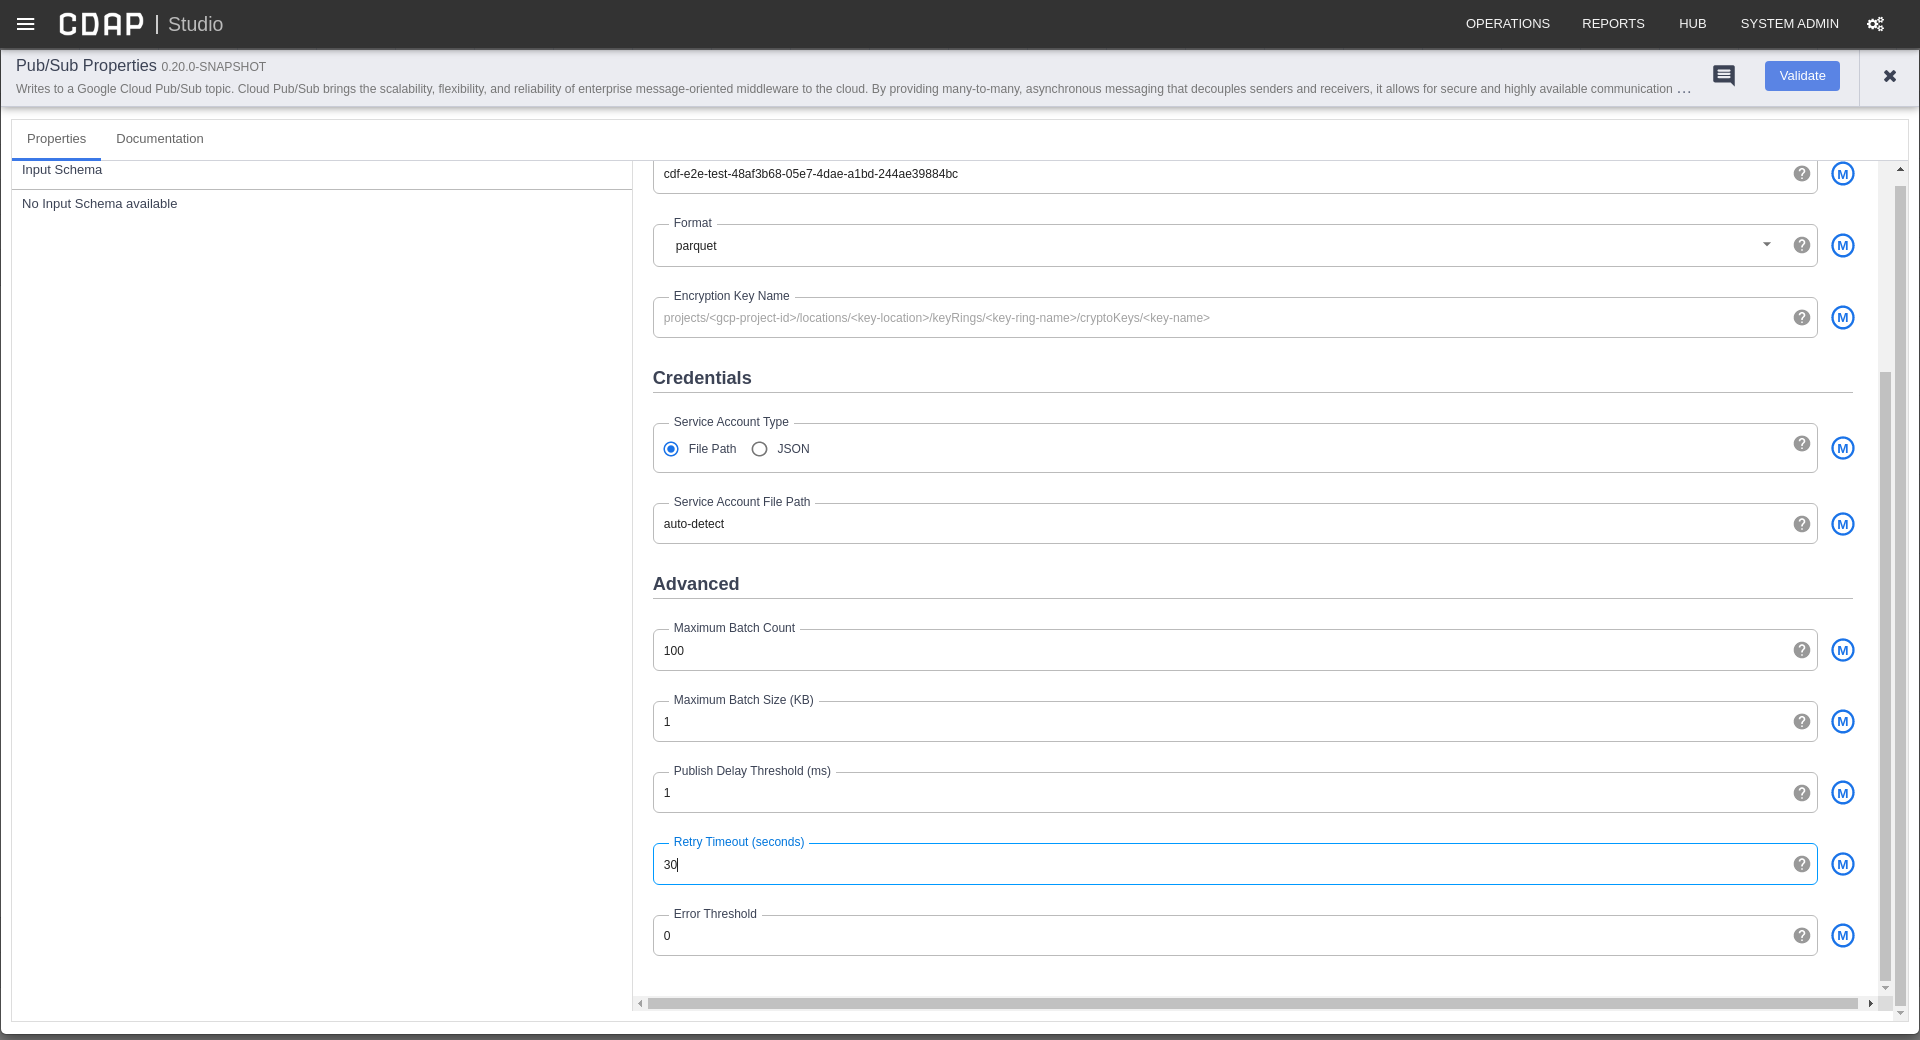 CDAP | Studio
OPERATIONS REPORTS HUB SYSTEM ADMIN
Pub/Sub Properties 0.20.0-SNAPSHOT
Writes to a Google Cloud Pub/Sub topic. Cloud Pub/Sub brings the scalability, flexibility, and reliability of enterprise message-oriented middleware to the cloud. By providing many-to-many, asynchronous messaging that decouples senders and receivers, it allows for secure and highly available communication ...
Validate
Properties Documentation
Input Schema
No Input Schema available
cdf-e2e-test-48af3b68-05e7-4dae-a1bd-244ae39884bc
? M
Format
parquet
? M
Encryption Key Name
projects/<gcp-project-id>/locations/<key-location>/keyRings/<key-ring-name>/cryptoKeys/<key-name>
? M
Credentials
Service Account Type
File Path JSON
? M
Service Account File Path
auto-detect
? M
Advanced
Maximum Batch Count
100
? M
Maximum Batch Size (KB)
1
? M
Publish Delay Threshold (ms)
1
? M
Retry Timeout (seconds)
30
? M
Error Threshold
0
? M